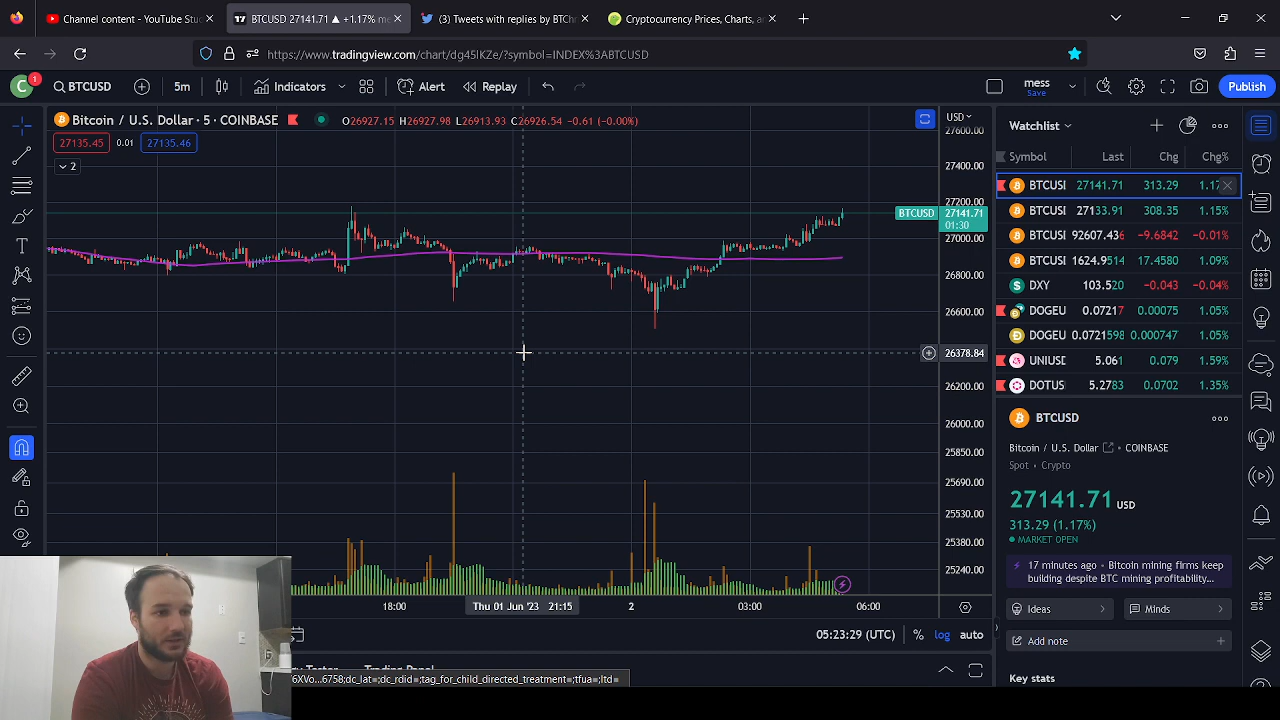 Channel content - YouTube Studio
BTCUSD 27141.71 ▲ +1.17% me
(3) Tweets with replies by BTCh
Cryptocurrency Prices, Charts, a
https://www.tradingview.com/chart/dg45lKZe/?symbol=INDEX%3ABTCUSD
C 1
BTCUSD
5m
Indicators
Alert
Replay
mess
Save
Publish
Bitcoin / U.S. Dollar · 5 · COINBASE
O26927.15 H26927.98 L26913.93 C26926.54 -0.61 (-0.00%)
USD
27135.45 0.01 27135.46
2
27600.00
27400.00
27200.00
BTCUSD 27141.71
01:30
27000.00
26800.00
26600.00
26378.84
26200.00
26000.00
25850.00
25690.00
25530.00
25380.00
25240.00
18:00
Thu 01 Jun '23 21:15
2
03:00
06:00
05:23:29 (UTC)
%
log
auto
Trading Panel
6758;dc_lat=;dc_rdid=;tag_for_child_directed_treatment=;tfua=;ltd=
Watchlist
Symbol Last Chg Chg%
BTCUSI 27141.71 313.29 1.17
BTCUSI 27133.91 308.35 1.15%
BTCUSI 92607.436 -9.6842 -0.01%
BTCUSI 1624.9514 17.4580 1.09%
DXY 103.520 -0.043 -0.04%
DOGEU 0.07217 0.00075 1.05%
DOGEU 0.0721598 0.000747 1.05%
UNIUSE 5.061 0.079 1.59%
DOTUS 5.2783 0.0702 1.35%
BTCUSD
Bitcoin / U.S. Dollar · COINBASE
Spot · Crypto
27141.71 USD
313.29 (1.17%)
MARKET OPEN
17 minutes ago · Bitcoin mining firms keep
building despite BTC mining profitability...
Ideas
Minds
Add note
Key stats